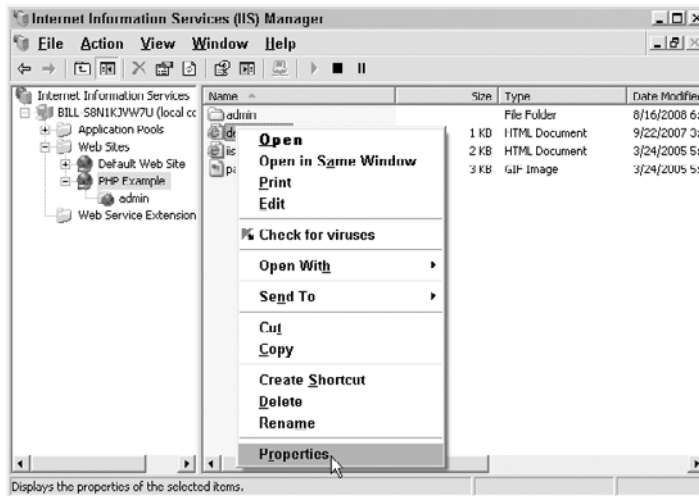 Internet Information Services (IIS) Manager
File Action View Window Help
Internet Information Services
BILL-S8N1KJVW7U (local cc
Application Pools
Web Sites
Default Web Site
PHP Example
admin
Web Service Extension
Name Size Type Date Modified
admin File Folder 8/16/2008 6:
de 1 KB HTML Document 9/22/2007 3:
iis 2 KB HTML Document 3/24/2005 5:
pa 3 KB GIF Image 3/24/2005 5:
Open
Open in Same Window
Print
Edit
Check for viruses
Open With
Send To
Cut
Copy
Create Shortcut
Delete
Rename
Properties
Displays the properties of the selected items.